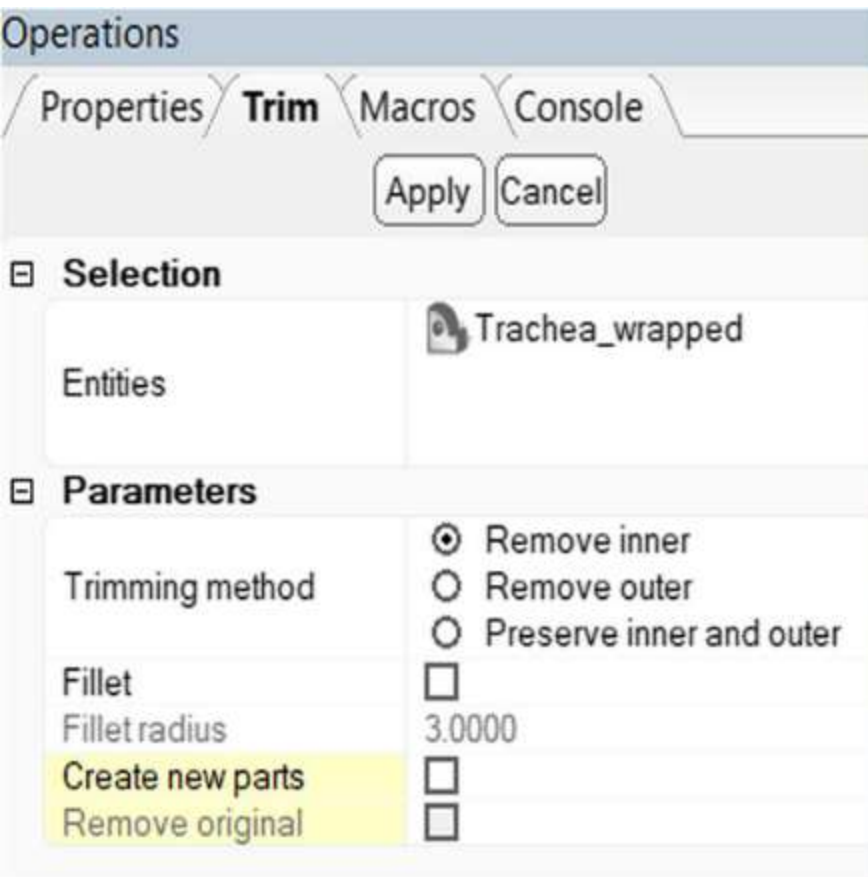 Operations
Properties Trim Macros Console
Apply Cancel
Selection
Entities Trachea_wrapped
Parameters
Trimming method
Remove inner
Remove outer
Preserve inner and outer
Fillet
Fillet radius 3.0000
Create new parts
Remove original